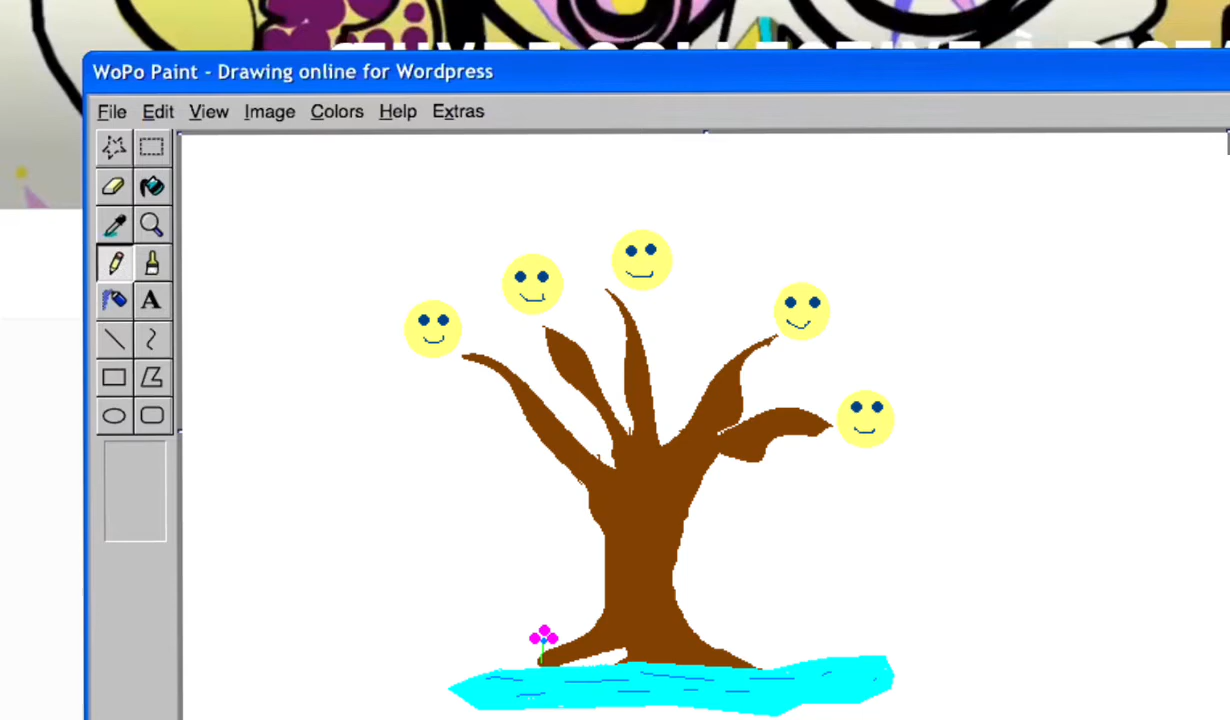 WoPo Paint - Drawing online for Wordpress
File Edit View Image Colors Help Extras
A